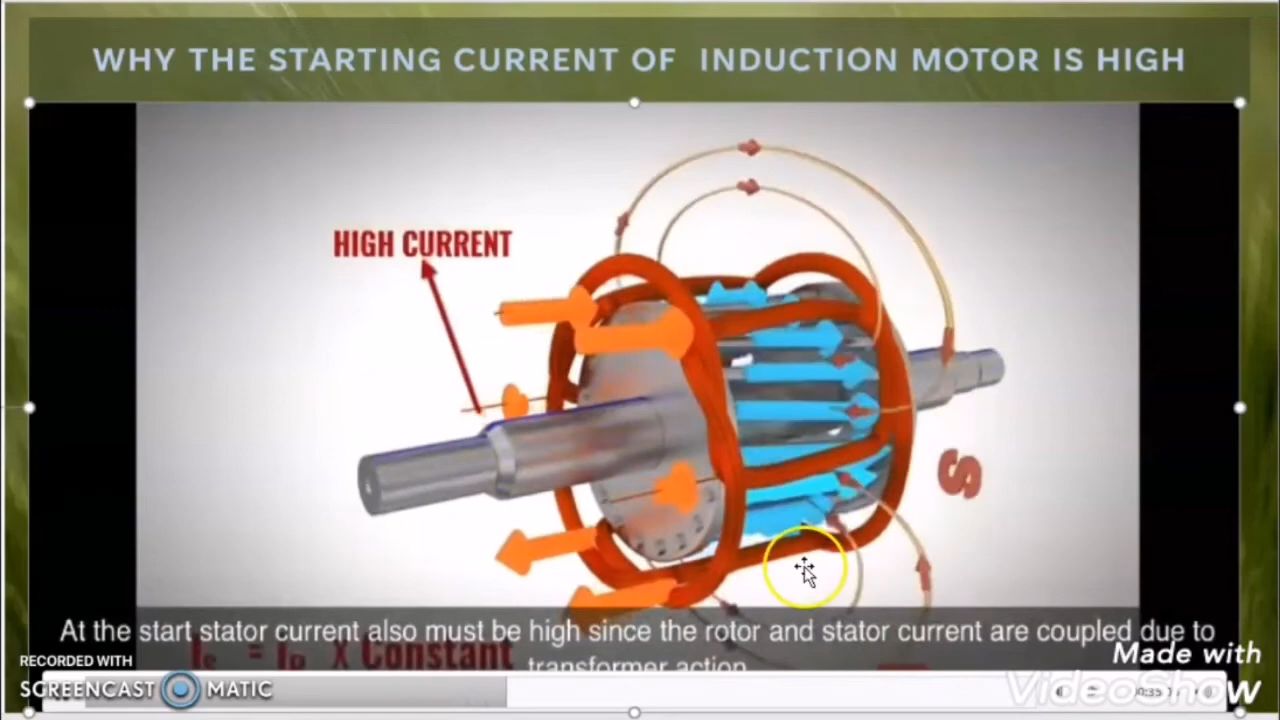 WHY THE STARTING CURRENT OF INDUCTION MOTOR IS HIGH
HIGH CURRENT
S
At the start stator current also must be high since the rotor and stator current are coupled due to
transformer action
= x Constant
RECORDED WITH
SCREENCAST MATIC
Made with
VideoShow